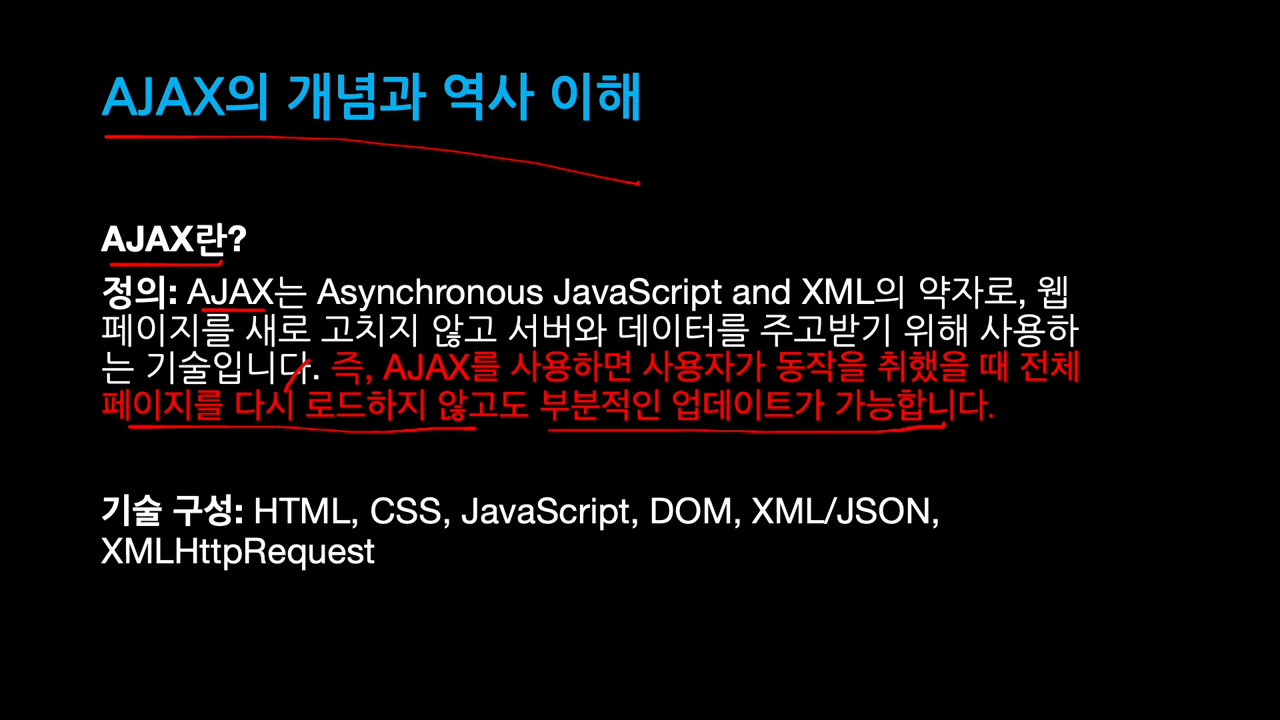 AJAX의 개념과 역사 이해
AJAX란?
정의: AJAX는 Asynchronous JavaScript and XML의 약자로, 웹
페이지를 새로 고치지 않고 서버와 데이터를 주고받기 위해 사용하
는 기술입니다. 즉, AJAX를 사용하면 사용자가 동작을 취했을 때 전체
페이지를 다시 로드하지 않고도 부분적인 업데이트가 가능합니다.
기술 구성: HTML, CSS, JavaScript, DOM, XML/JSON,
XMLHttpRequest